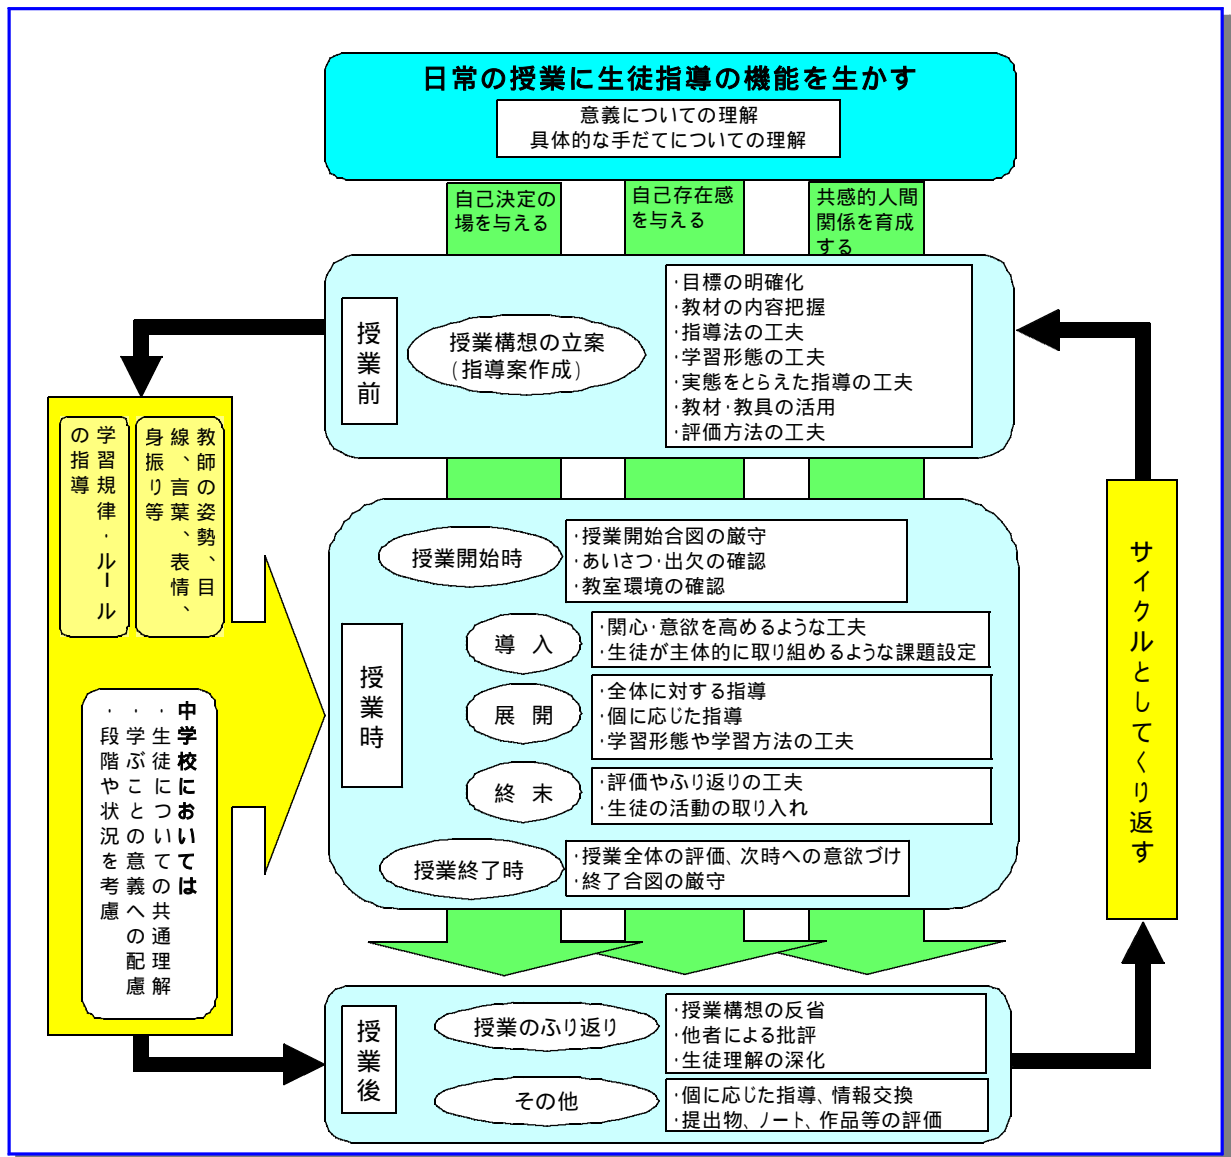 日常の授業に生徒指導の機能を生かす
意義についての理解
具体的な手だてについての理解
自己決定の
場を与える
自己存在感
を与える
共感的人間
関係を育成
する
授業前
授業構想の立案
(指導案作成)
・目標の明確化
・教材の内容把握
・指導法の工夫
・学習形態の工夫
・実態をとらえた指導の工夫
・教材・教具の活用
・評価方法の工夫
教師の姿勢、目
線、言葉、表情、
身振り等
学習規律・ルール
の指導
中学校においては
・生徒についての共通理解
・学ぶことの意義への配慮
・段階や状況を考慮
授業時
授業開始時
・授業開始合図の厳守
・あいさつ・出欠の確認
・教室環境の確認
導 入
・関心・意欲を高めるような工夫
・生徒が主体的に取り組めるような課題設定
展 開
・全体に対する指導
・個に応じた指導
・学習形態や学習方法の工夫
終 末
・評価やふり返りの工夫
・生徒の活動の取り入れ
授業終了時
・授業全体の評価、次時への意欲づけ
・終了合図の厳守
授業後
授業のふり返り
・授業構想の反省
・他者による批評
・生徒理解の深化
その他
・個に応じた指導、情報交換
・提出物、ノート、作品等の評価
サイクルとしてくり返す